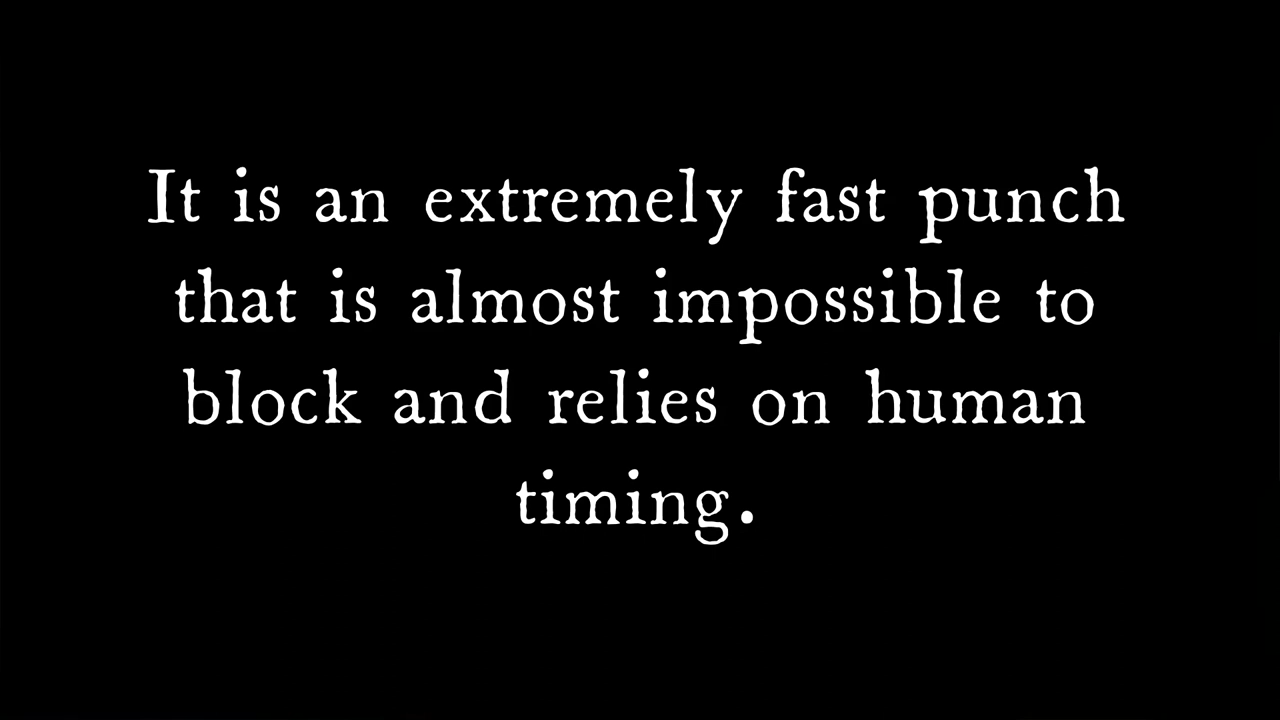 It is an extremely fast punch
that is almost impossible to
block and relies on human
timing.